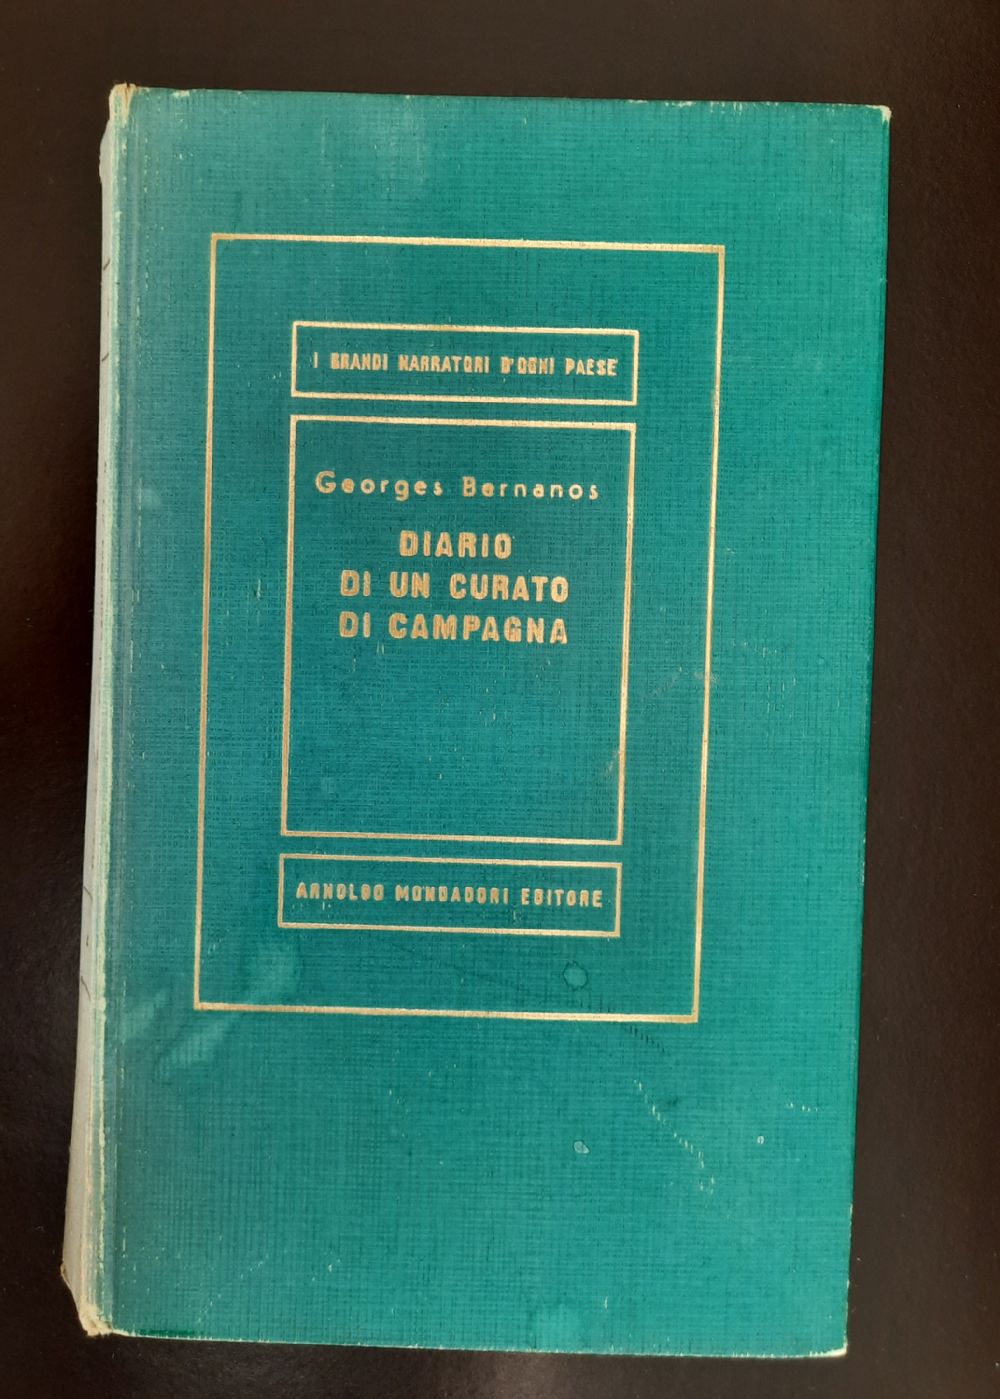 I GRANDI NARRATORI D'OGNI PAESE
Georges Bernanos
DIARIO
DI UN CURATO
DI CAMPAGNA
ARNOLDO MONDADORI EDITORE